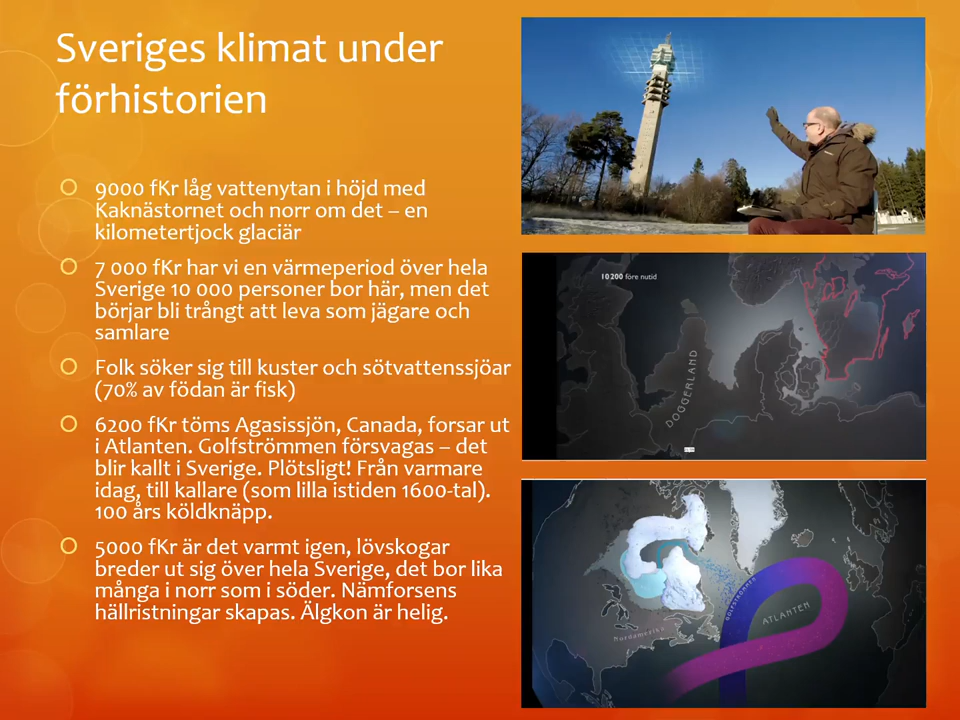 Sveriges klimat under
förhistorien
9000 fKr låg vattenytan i höjd med
Kaknästornet och norr om det – en
kilometertjock glaciär
7 000 fKr har vi en värmeperiod över hela
Sverige 10 000 personer bor här, men det
börjar bli trångt att leva som jägare och
samlare
Folk söker sig till kuster och sötvattenssjöar
(70% av födan är fisk)
6200 fKr töms Agasissjön, Canada, forsar ut
i Atlanten. Golfströmmen försvagas – det
blir kallt i Sverige. Plötsligt! Från varmare
idag, till kallare (som lilla istiden 1600-tal).
100 års köldknäpp.
5000 fKr är det varmt igen, lövskogar
breder ut sig över hela Sverige, det bor lika
många i norr som i söder. Nämforsens
hällristningar skapas. Älgkon är helig.
10 200 före nutid
DOGGERLAND
GOLFSTRÖMMEN
ATLANTEN
Nordamerika